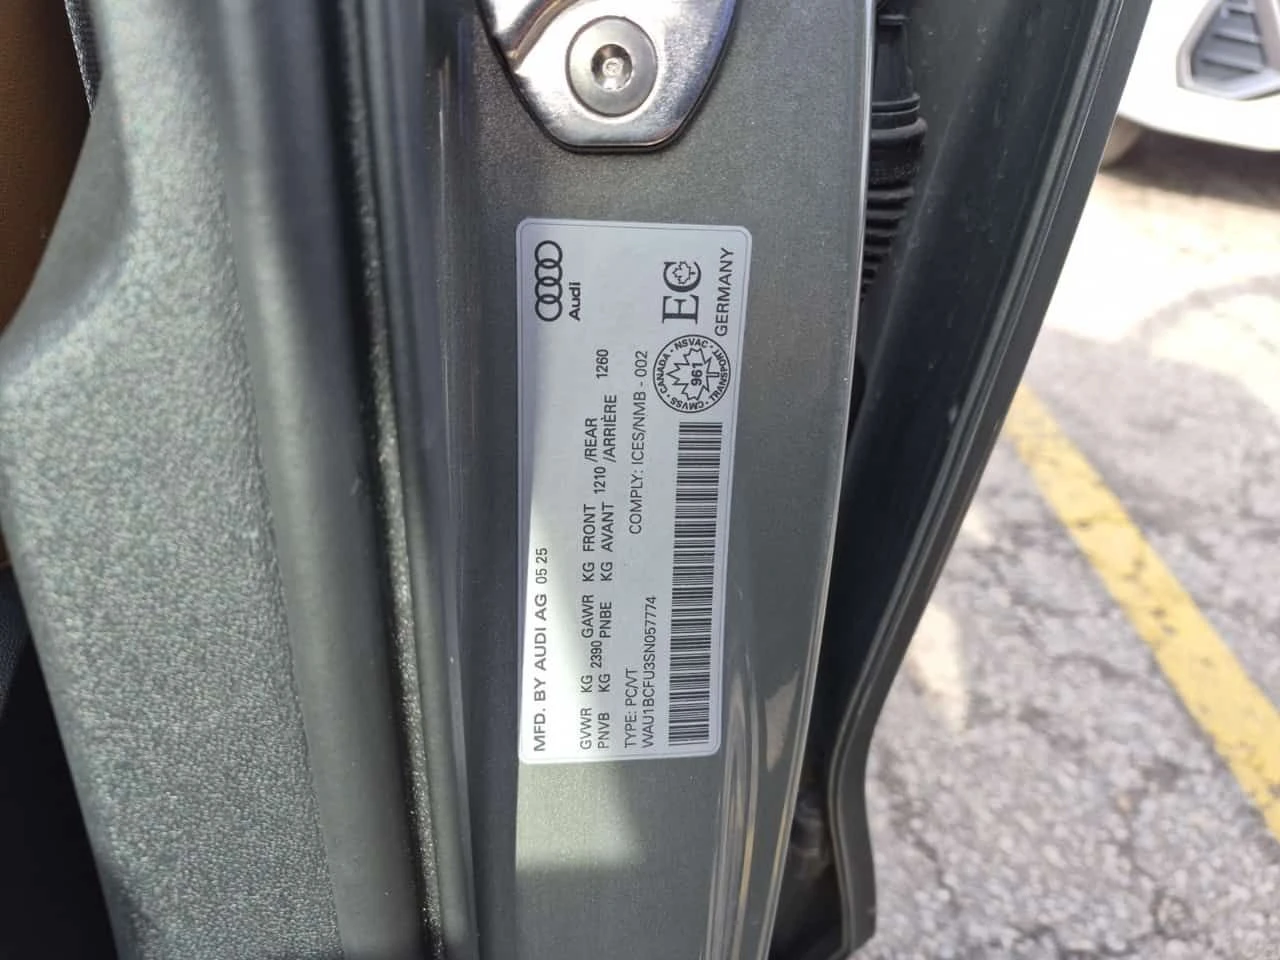 Audi
MFD. BY AUDI AG 05 25
GVWR KG 2390 GAWR KG FRONT 1210 /REAR 1260
PNVB KG PNBE KG AVANT /ARRIÈRE
TYPE: PC/VT COMPLY: ICES/NMB - 002
WAU1BCFU3SN057774
EC
CANADA · NSVAC · TRANSPORT · CMVSS ·
961
GERMANY